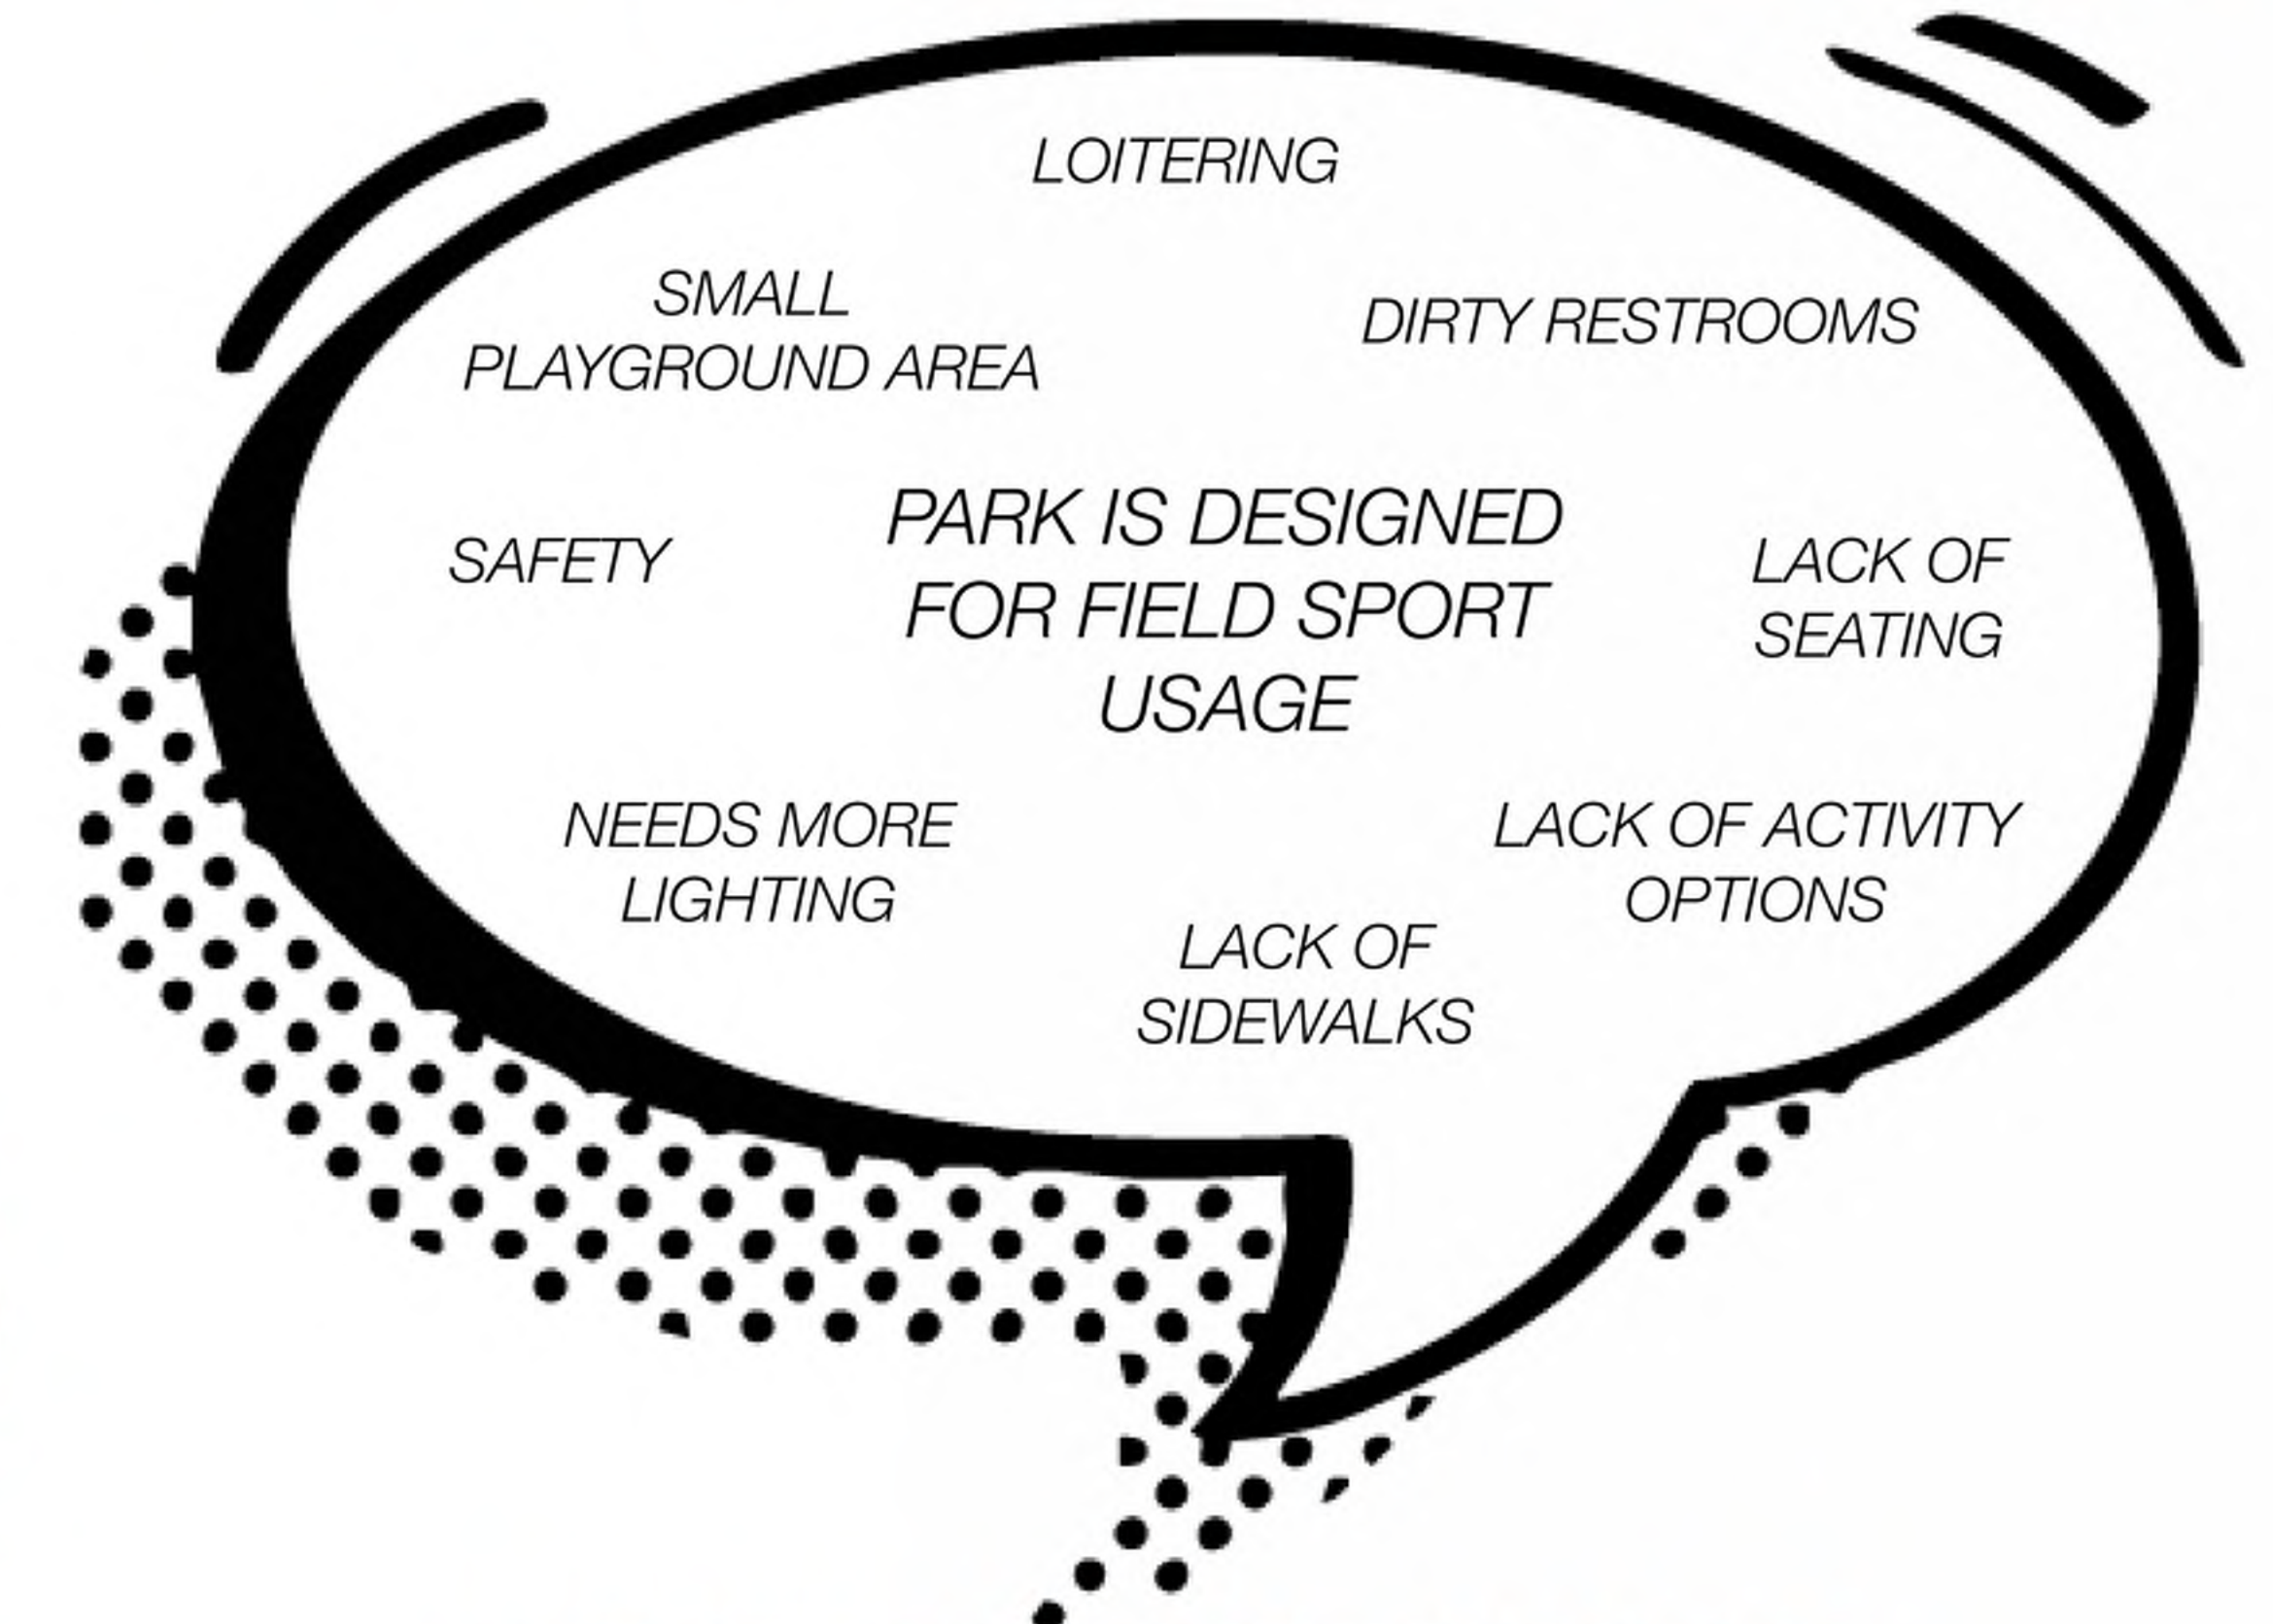 LOITERING
SMALL
PLAYGROUND AREA
DIRTY RESTROOMS
PARK IS DESIGNED
FOR FIELD SPORT
USAGE
SAFETY
LACK OF
SEATING
NEEDS MORE
LIGHTING
LACK OF ACTIVITY
OPTIONS
LACK OF
SIDEWALKS